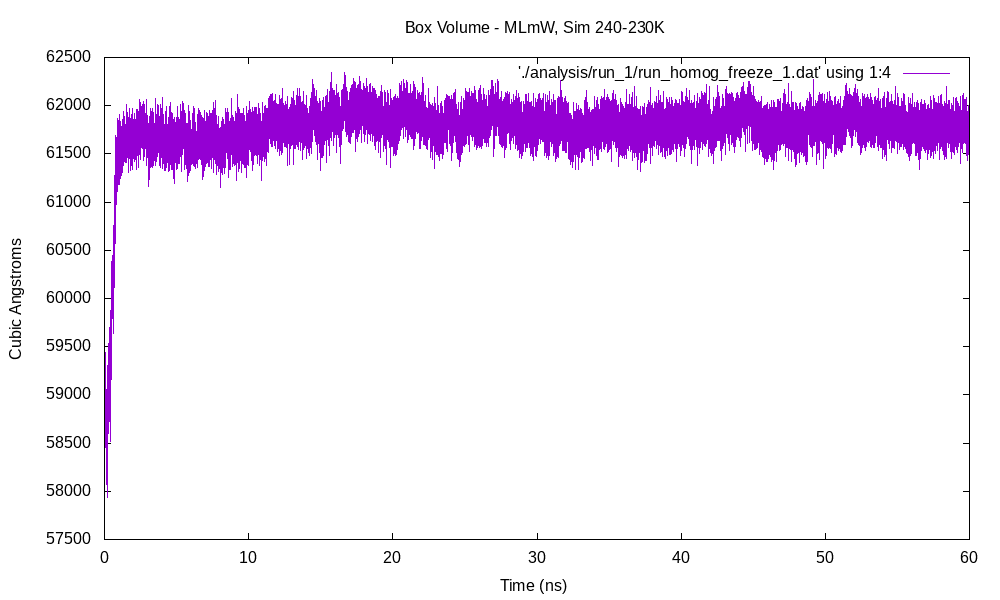 Box Volume - MLmW, Sim 240-230K
'./analysis/run_1/run_homog_freeze_1.dat' using 1:4
62500
62000
61500
61000
60500
60000
59500
59000
58500
58000
57500
Cubic Angstroms
0 10 20 30 40 50 60
Time (ns)